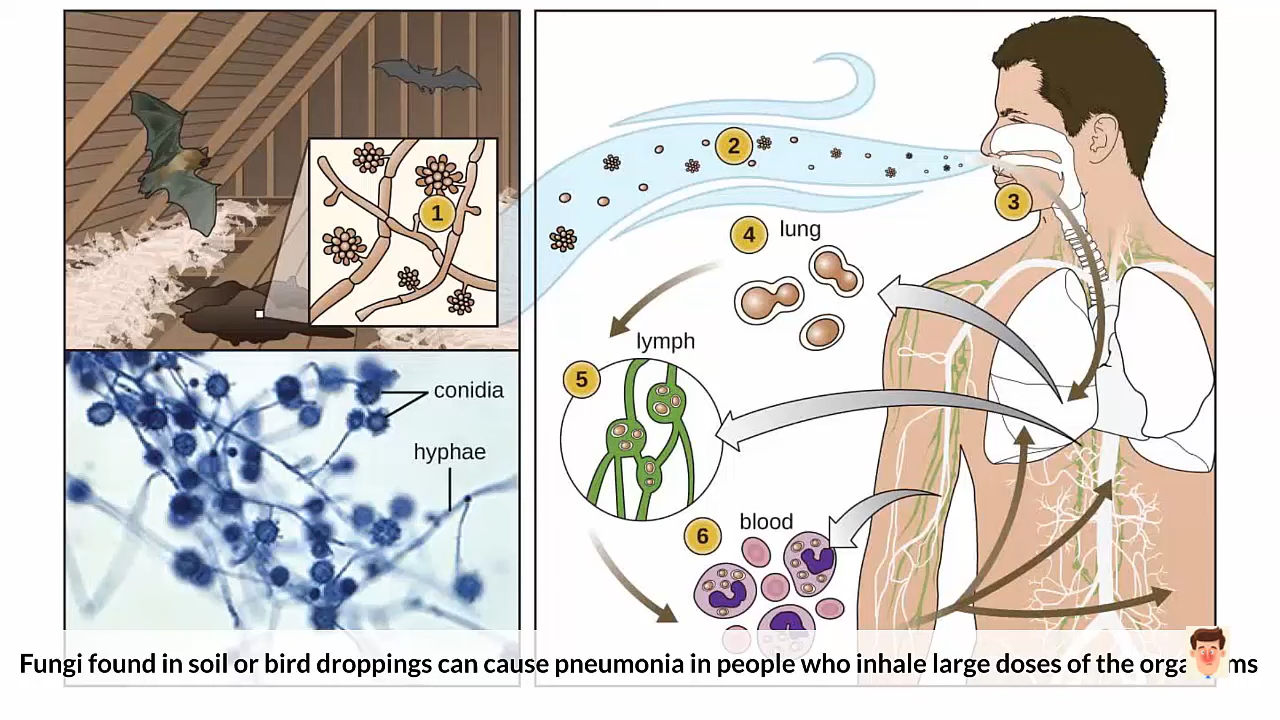 1
2
3
4 lung
lymph
5
conidia
hyphae
blood
6
Fungi found in soil or bird droppings can cause pneumonia in people who inhale large doses of the